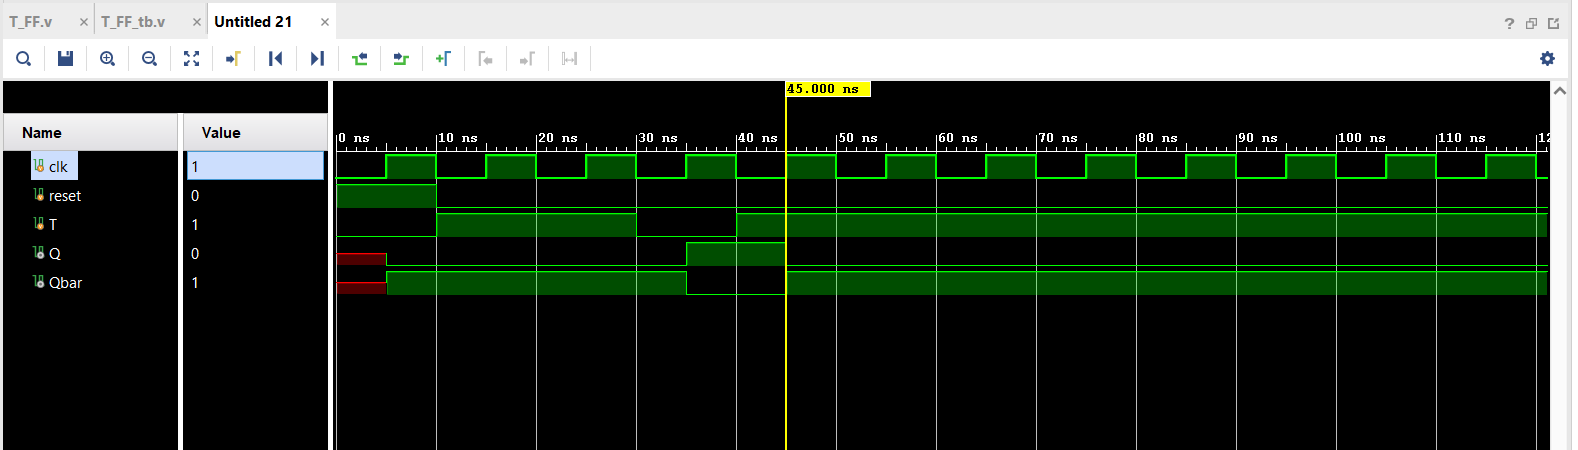 T_FF.v × T_FF_tb.v × Untitled 21 ×
?
45.000 ns
Name Value
0 ns 10 ns 20 ns 30 ns 40 ns 50 ns 60 ns 70 ns 80 ns 90 ns 100 ns 110 ns 12
clk 1
reset 0
T 1
Q 0
Qbar 1